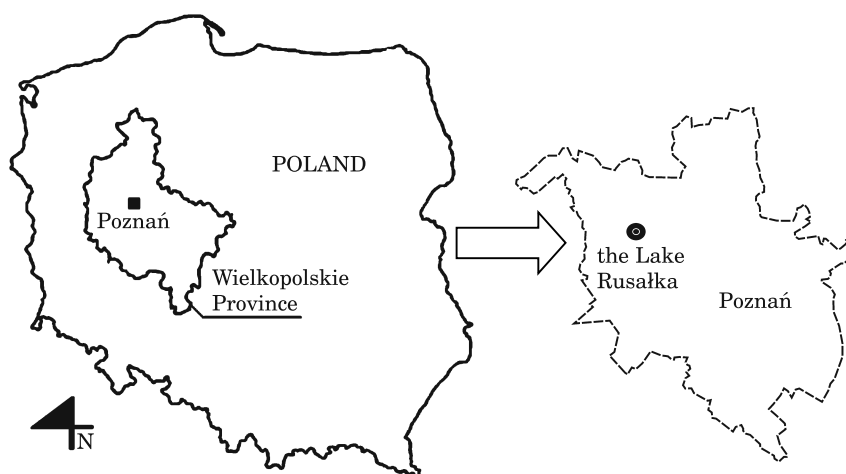 POLAND
Poznań
Wielkopolskie
Province
N
the Lake
Rusałka
Poznań